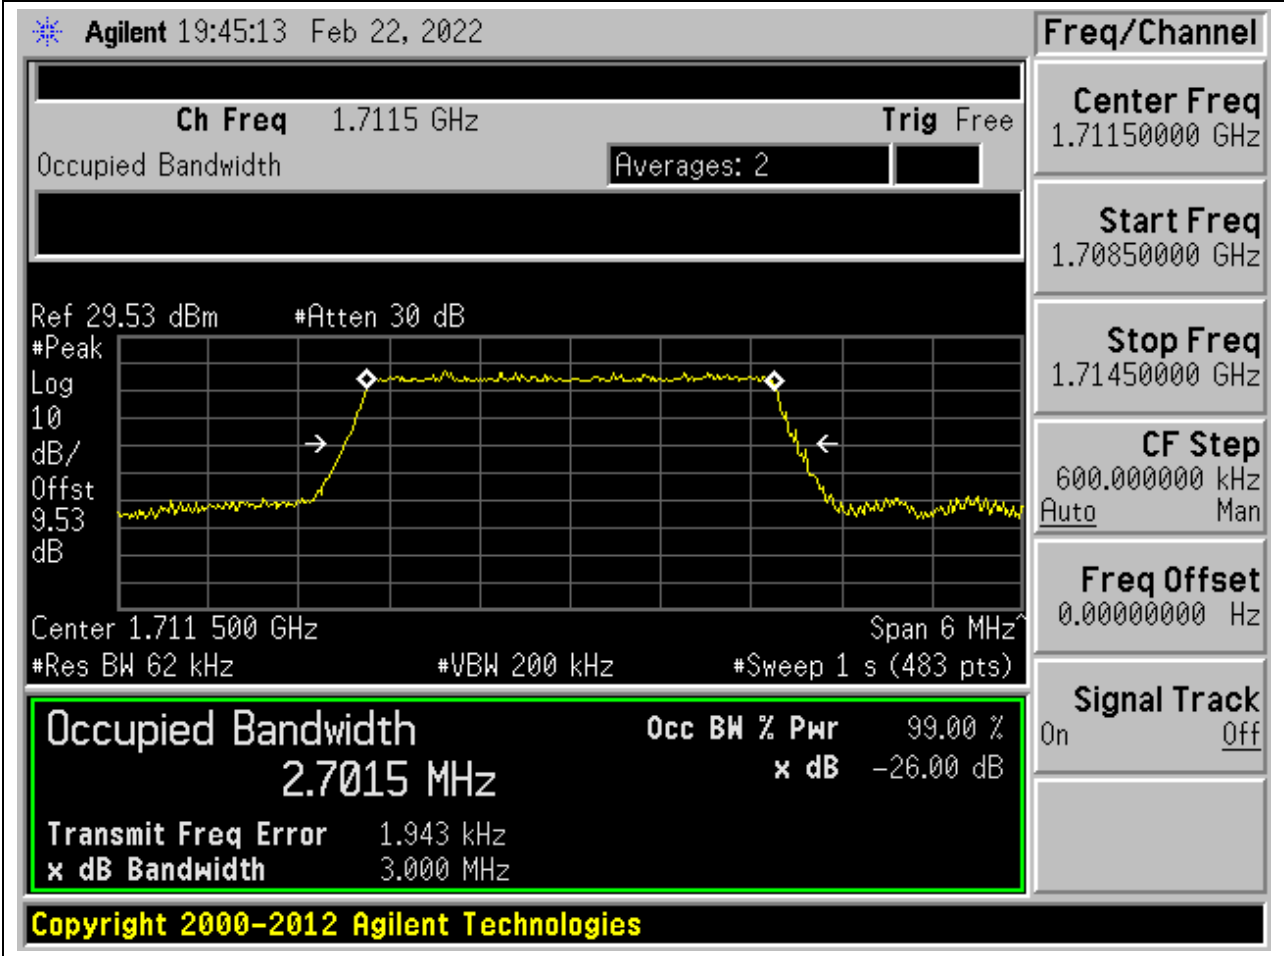 Agilent 19:45:13 Feb 22, 2022
Freq/Channel
Ch Freq 1.7115 GHz Trig Free
Occupied Bandwidth Averages: 2
Ref 29.53 dBm #Atten 30 dB
#Peak
Log
10
dB/
Offst
9.53
dB
Center 1.711 500 GHz Span 6 MHz^
#Res BW 62 kHz #VBW 200 kHz #Sweep 1 s (483 pts)
Occupied Bandwidth Occ BW % Pwr 99.00 %
2.7015 MHz x dB -26.00 dB
Transmit Freq Error 1.943 kHz
x dB Bandwidth 3.000 MHz
Center Freq
1.71150000 GHz
Start Freq
1.70850000 GHz
Stop Freq
1.71450000 GHz
CF Step
600.000000 kHz
Auto Man
Freq Offset
0.00000000 Hz
Signal Track
On Off
Copyright 2000-2012 Agilent Technologies